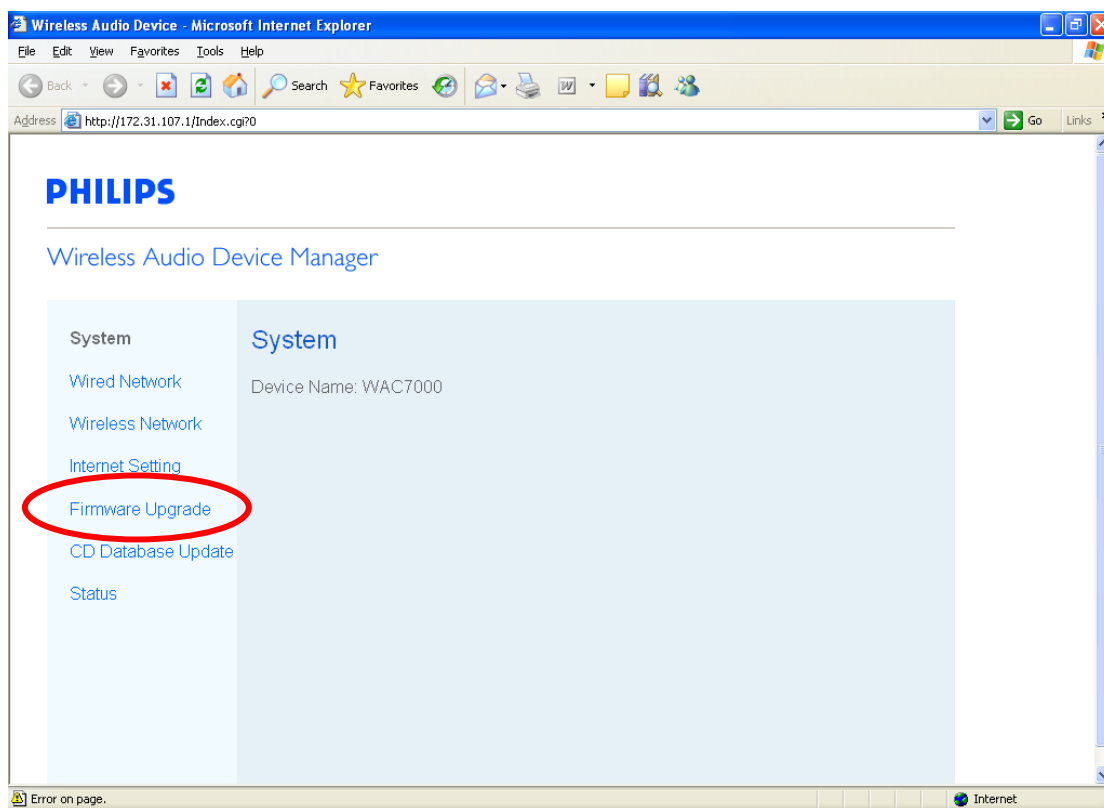 Wireless Audio Device - Microsoft Internet Explorer
File Edit View Favorites Tools Help
Back Search Favorites
Address http://172.31.107.1/Index.cgi?0 Go Links
PHILIPS
Wireless Audio Device Manager
System
Wired Network
Wireless Network
Internet Setting
Firmware Upgrade
CD Database Update
Status
System
Device Name: WAC7000
Error on page. Internet